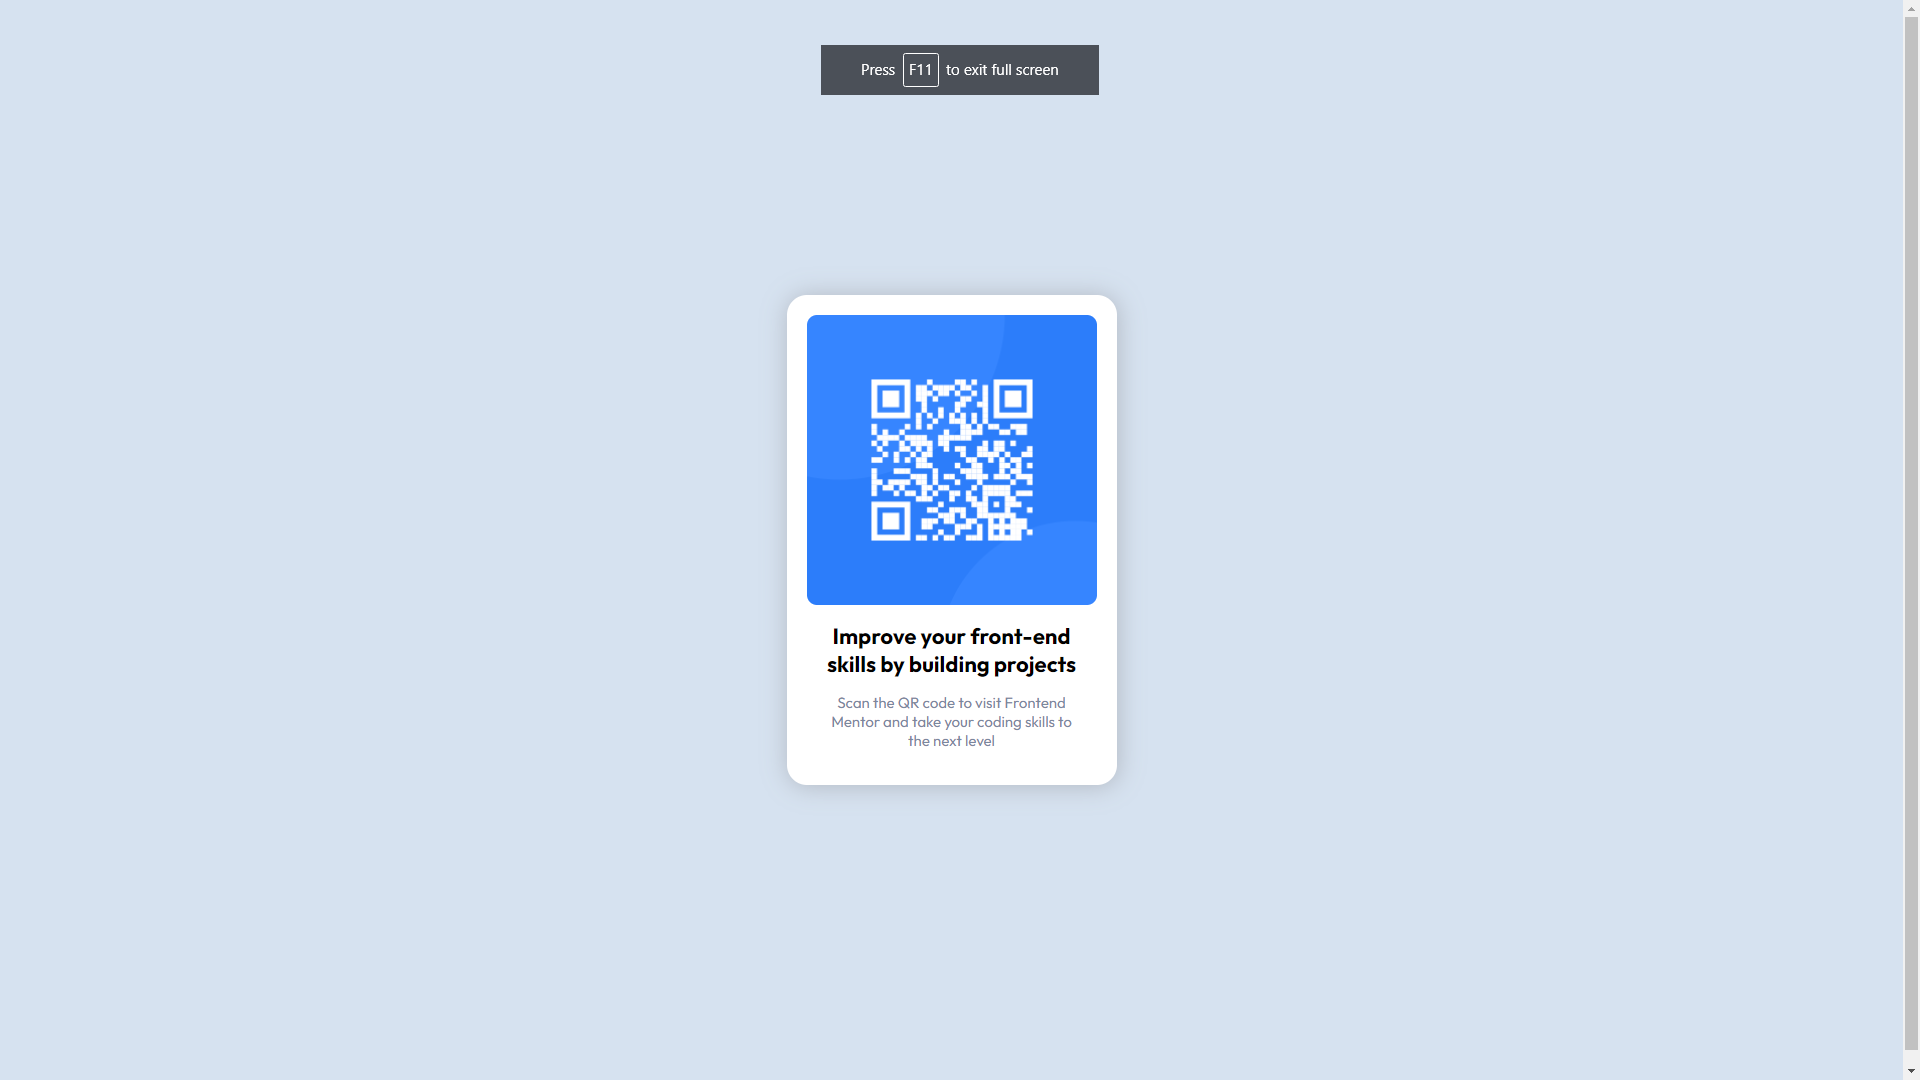 Press F11 to exit full screen
Improve your front-end
skills by building projects
Scan the QR code to visit Frontend
Mentor and take your coding skills to
the next level